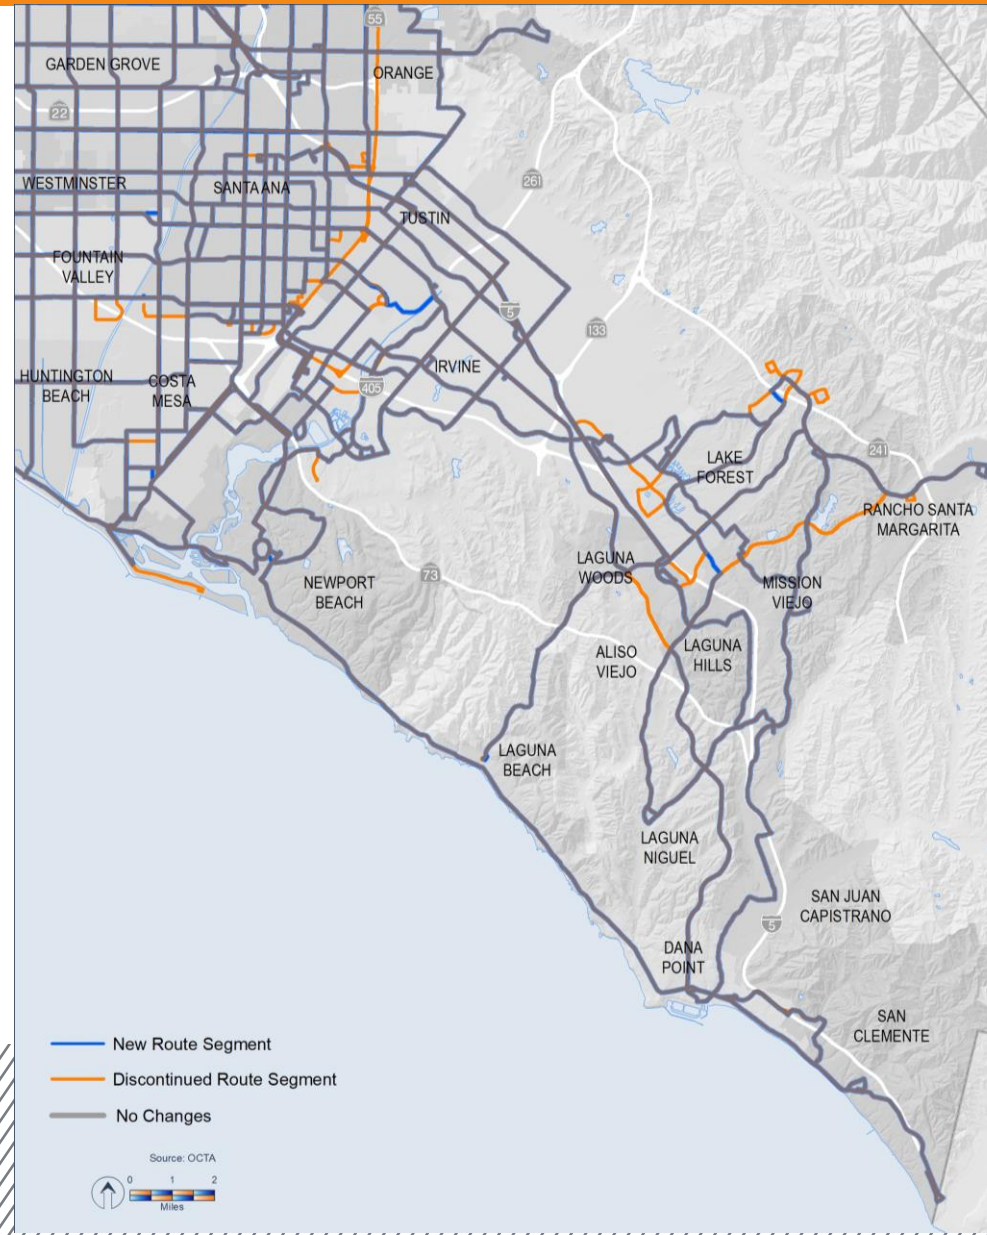 55
GARDEN GROVE
ORANGE
22
WESTMINSTER
SANTA ANA
261
TUSTIN
FOUNTAIN
VALLEY
5
133
HUNTINGTON
BEACH
COSTA
MESA
IRVINE
405
241
LAKE
FOREST
RANCHO SANTA
MARGARITA
LAGUNA
WOODS
73
NEWPORT
BEACH
MISSION
VIEJO
ALISO
VIEJO
LAGUNA
HILLS
LAGUNA
BEACH
LAGUNA
NIGUEL
SAN JUAN
CAPISTRANO
5
DANA
POINT
SAN
CLEMENTE
New Route Segment
Discontinued Route Segment
No Changes
Source: OCTA
0 1 2
Miles